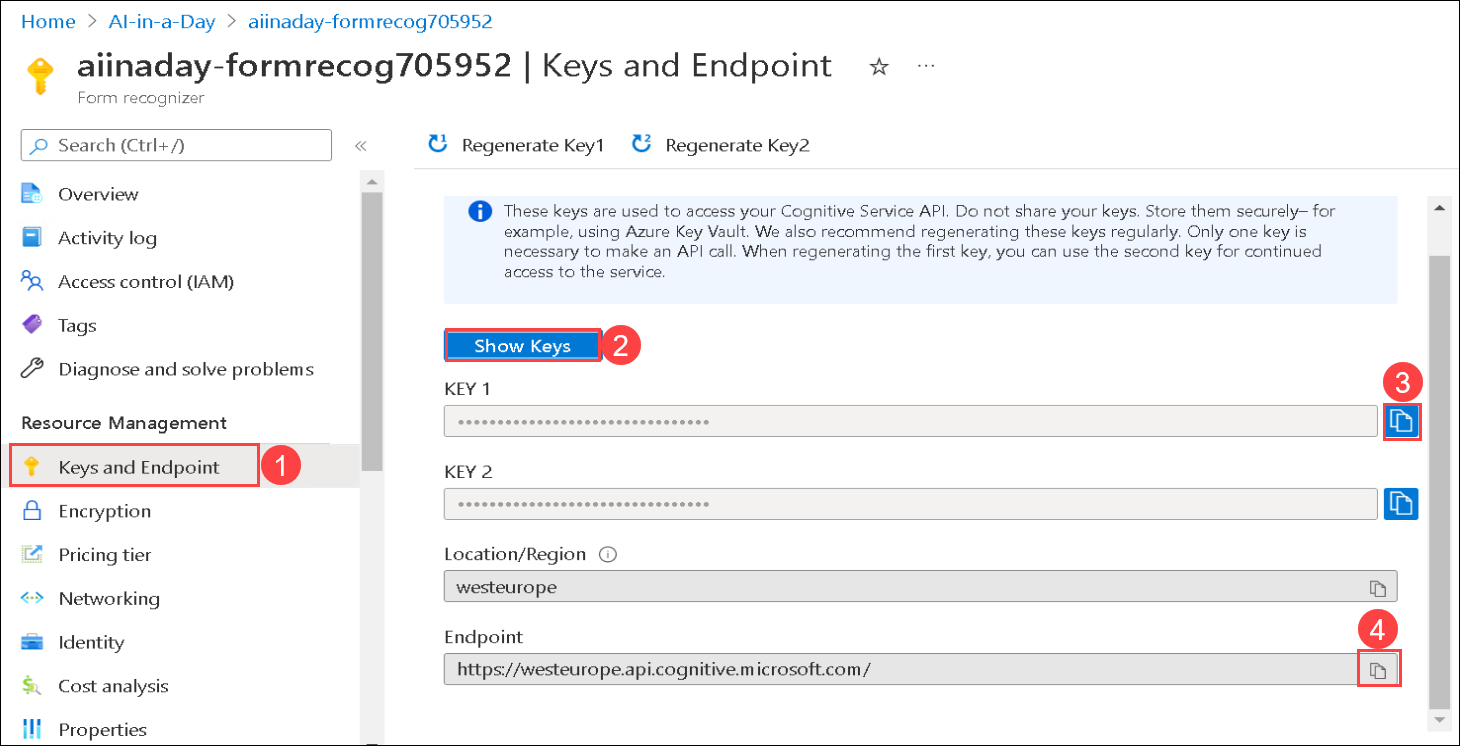 Home > AI-in-a-Day > aiinaday-formrecog705952
aiinaday-formrecog705952 | Keys and Endpoint ☆ ...
Form recognizer
Search (Ctrl+/) «
Overview
Activity log
Access control (IAM)
Tags
Diagnose and solve problems
Resource Management
Keys and Endpoint 1
Encryption
Pricing tier
Networking
Identity
Cost analysis
Properties
Regenerate Key1 Regenerate Key2
These keys are used to access your Cognitive Service API. Do not share your keys. Store them securely– for
example, using Azure Key Vault. We also recommend regenerating these keys regularly. Only one key is
necessary to make an API call. When regenerating the first key, you can use the second key for continued
access to the service.
Show Keys 2
KEY 1
3
••••••••••••••••••••••••••••••••
KEY 2
••••••••••••••••••••••••••••••••
Location/Region
westeurope
Endpoint
4
https://westeurope.api.cognitive.microsoft.com/